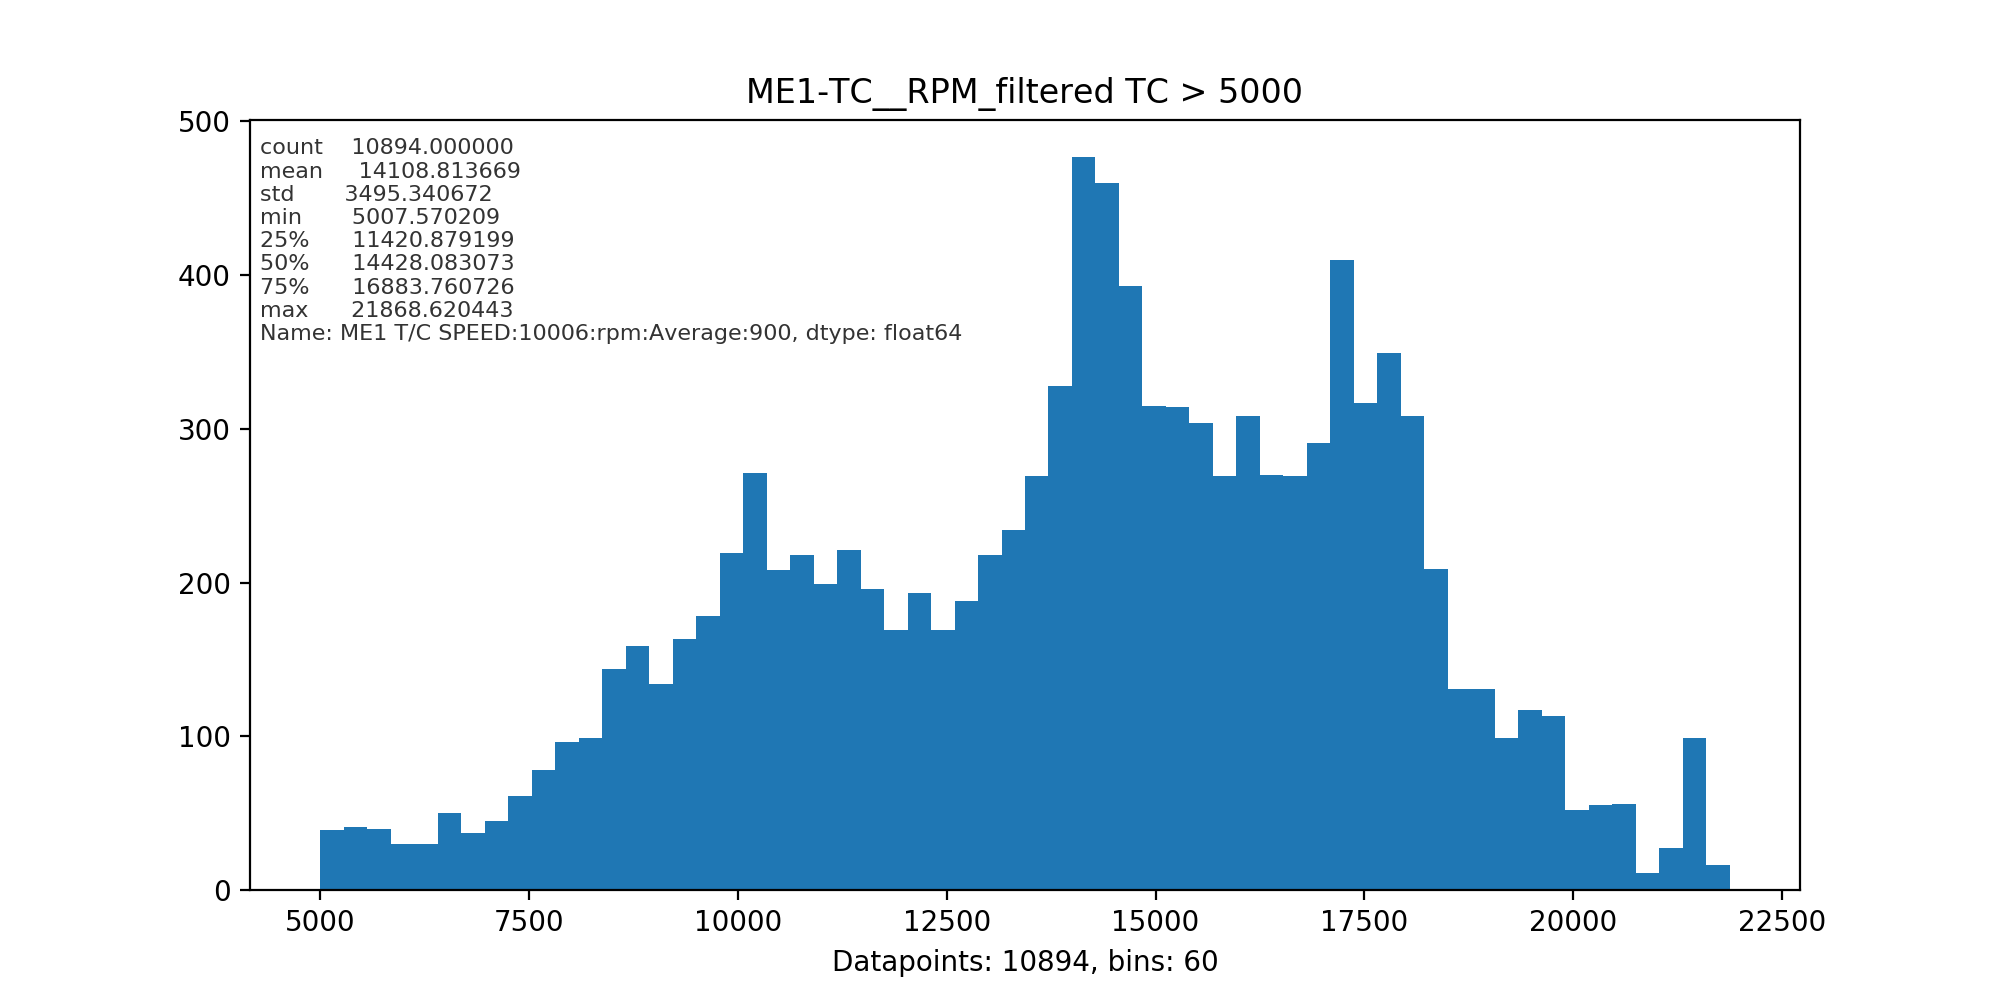 ME1-TC__RPM_filtered TC > 5000
500
400
300
200
100
0
count 10894.000000
mean 14108.813669
std 3495.340672
min 5007.570209
25% 11420.879199
50% 14428.083073
75% 16883.760726
max 21868.620443
Name: ME1 T/C SPEED:10006:rpm:Average:900, dtype: float64
5000 7500 10000 12500 15000 17500 20000 22500
Datapoints: 10894, bins: 60